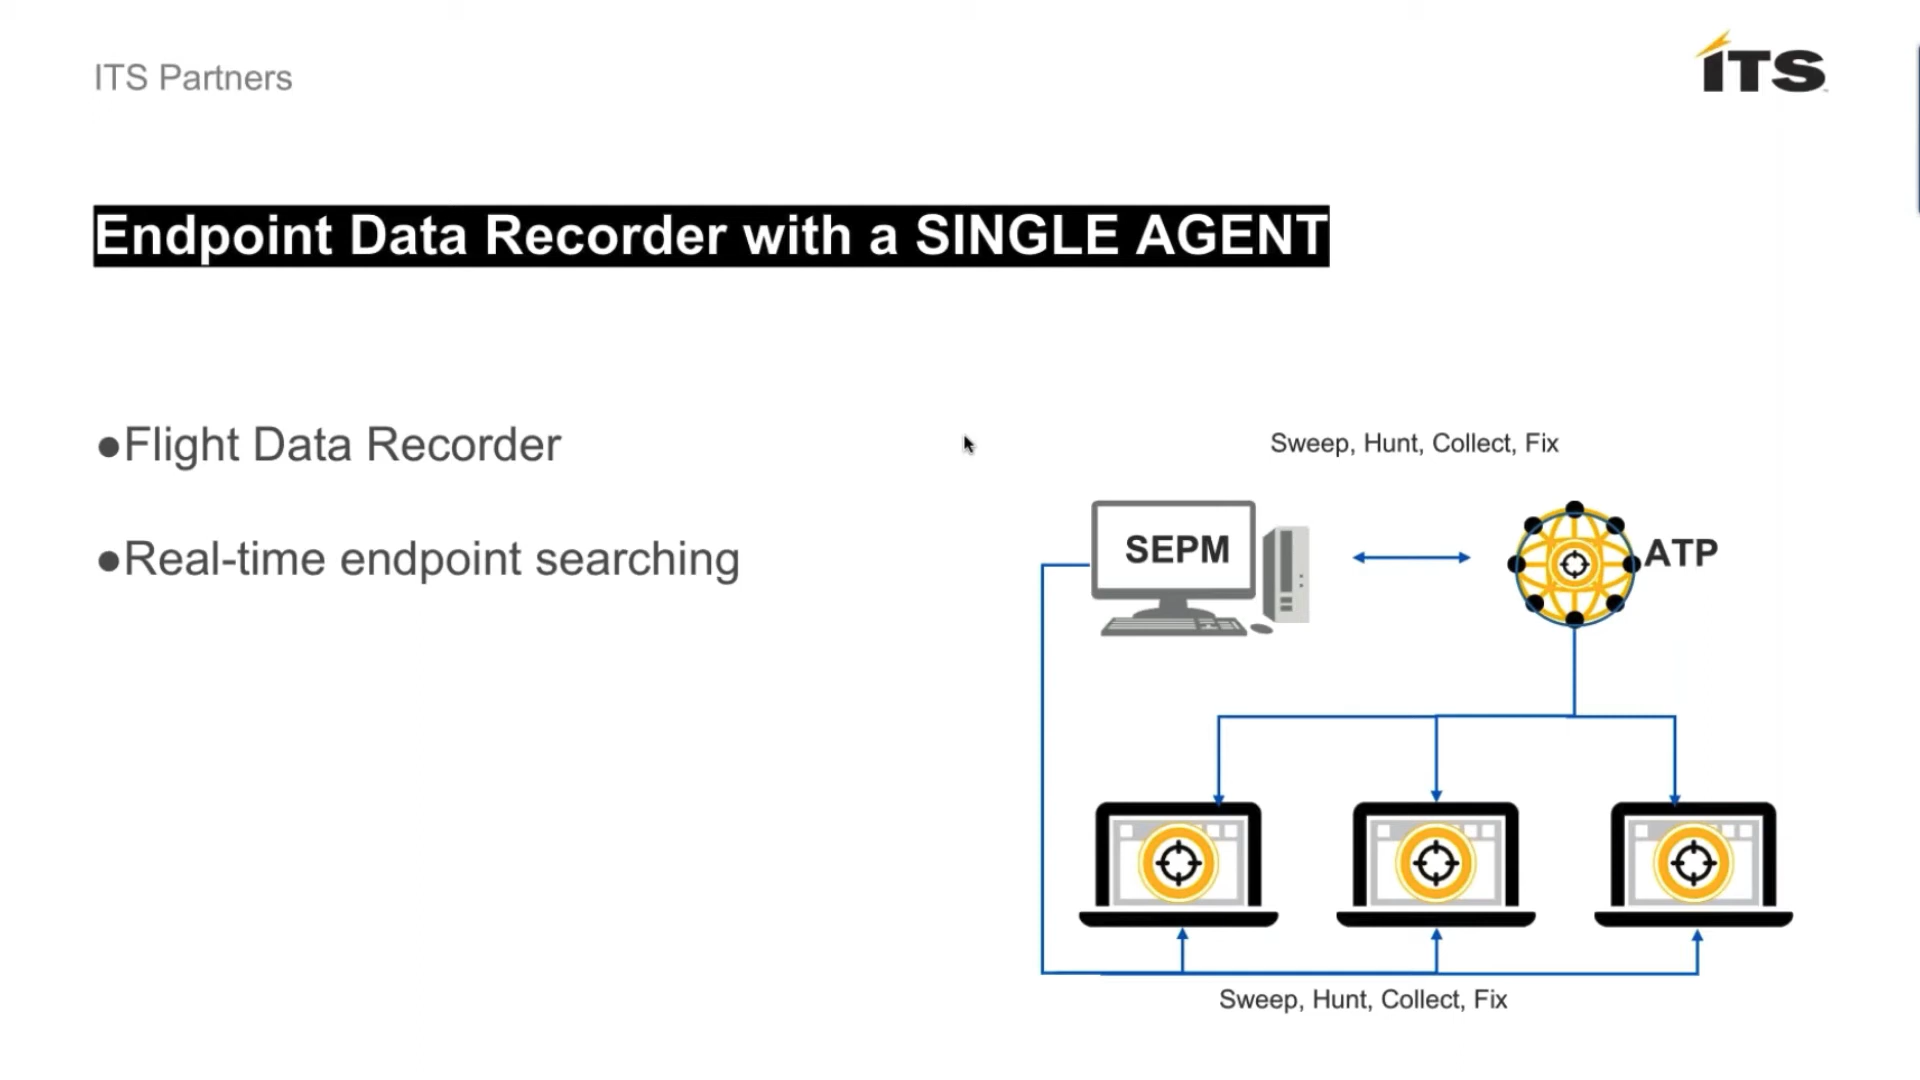 ITS Partners
ITS
Endpoint Data Recorder with a SINGLE AGENT
●Flight Data Recorder
●Real-time endpoint searching
Sweep, Hunt, Collect, Fix
SEPM
ATP
Sweep, Hunt, Collect, Fix